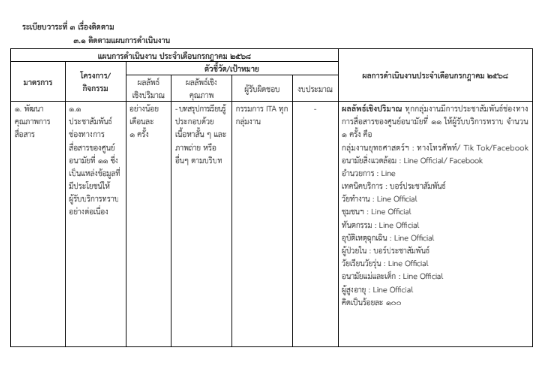 ระเบียบวาระที่ ๓ เรื่องติดตาม
๓.๑ ติดตามแผนการดำเนินงาน
แผนการดำเนินงาน ประจำเดือนกรกฎาคม ๒๕๖๘
ผลการดำเนินงานประจำเดือนกรกฎาคม ๒๕๖๘
มาตรการ
โครงการ/
กิจกรรม
ตัวชี้วัด/เป้าหมาย
ผลลัพธ์
เชิงปริมาณ
ผลลัพธ์เชิง
คุณภาพ
ผู้รับผิดชอบ
งบประมาณ
๑. พัฒนา
คุณภาพการ
สื่อสาร
๑.๑
ประชาสัมพันธ์
ช่องทางการ
สื่อสารของศูนย์
อนามัยที่ ๑๑ ซึ่ง
เป็นแหล่งข้อมูลที่
มีประโยชน์ให้
ผู้รับบริการทราบ
อย่างต่อเนื่อง
อย่างน้อย
เดือนละ
๑ ครั้ง
- บทสรุปการเรียนรู้
ประกอบด้วย
เนื้อหาสั้น ๆ และ
ภาพถ่าย หรือ
อื่นๆ ตามบริบท
กรรมการ ITA ทุก
กลุ่มงาน
-
ผลลัพธ์เชิงปริมาณ ทุกกลุ่มงานมีการประชาสัมพันธ์ช่องทาง
การสื่อสารของศูนย์อนามัยที่ ๑๑ ให้ผู้รับบริการทราบ จำนวน
๑ ครั้ง คือ
กลุ่มงานยุทธศาสตร์ฯ : ทางโทรศัพท์/ Tik Tok/Facebook
อนามัยสิ่งแวดล้อม : Line Official/ Facebook
อำนวยการ : Line
เทคนิคบริการ : บอร์ประชาสัมพันธ์
วัยทำงาน : Line Official
ชุมชนฯ : Line Official
ทันตกรรม : Line Official
อุบัติเหตุฉุกเฉิน : Line Official
ผู้ป่วยใน : บอร์ประชาสัมพันธ์
วัยเรียนวัยรุ่น : Line Official
อนามัยแม่และเด็ก : Line Official
ผู้สูงอายุ : Line Official
คิดเป็นร้อยละ ๑๐๐